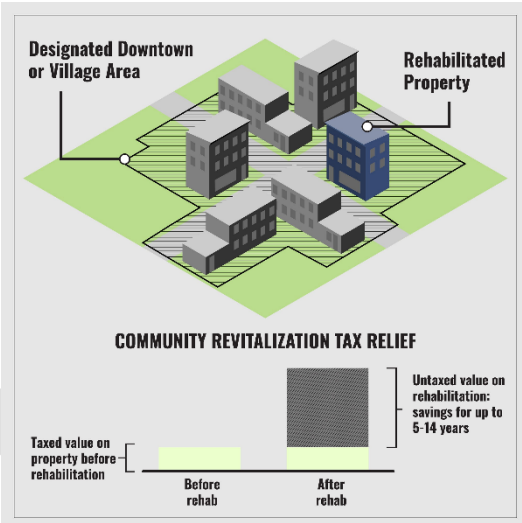 Designated Downtown
or Village Area
Rehabilitated
Property
COMMUNITY REVITALIZATION TAX RELIEF
Untaxed value on
rehabilitation:
savings for up to
5-14 years
Taxed value on
property before
rehabilitation
Before
rehab
After
rehab